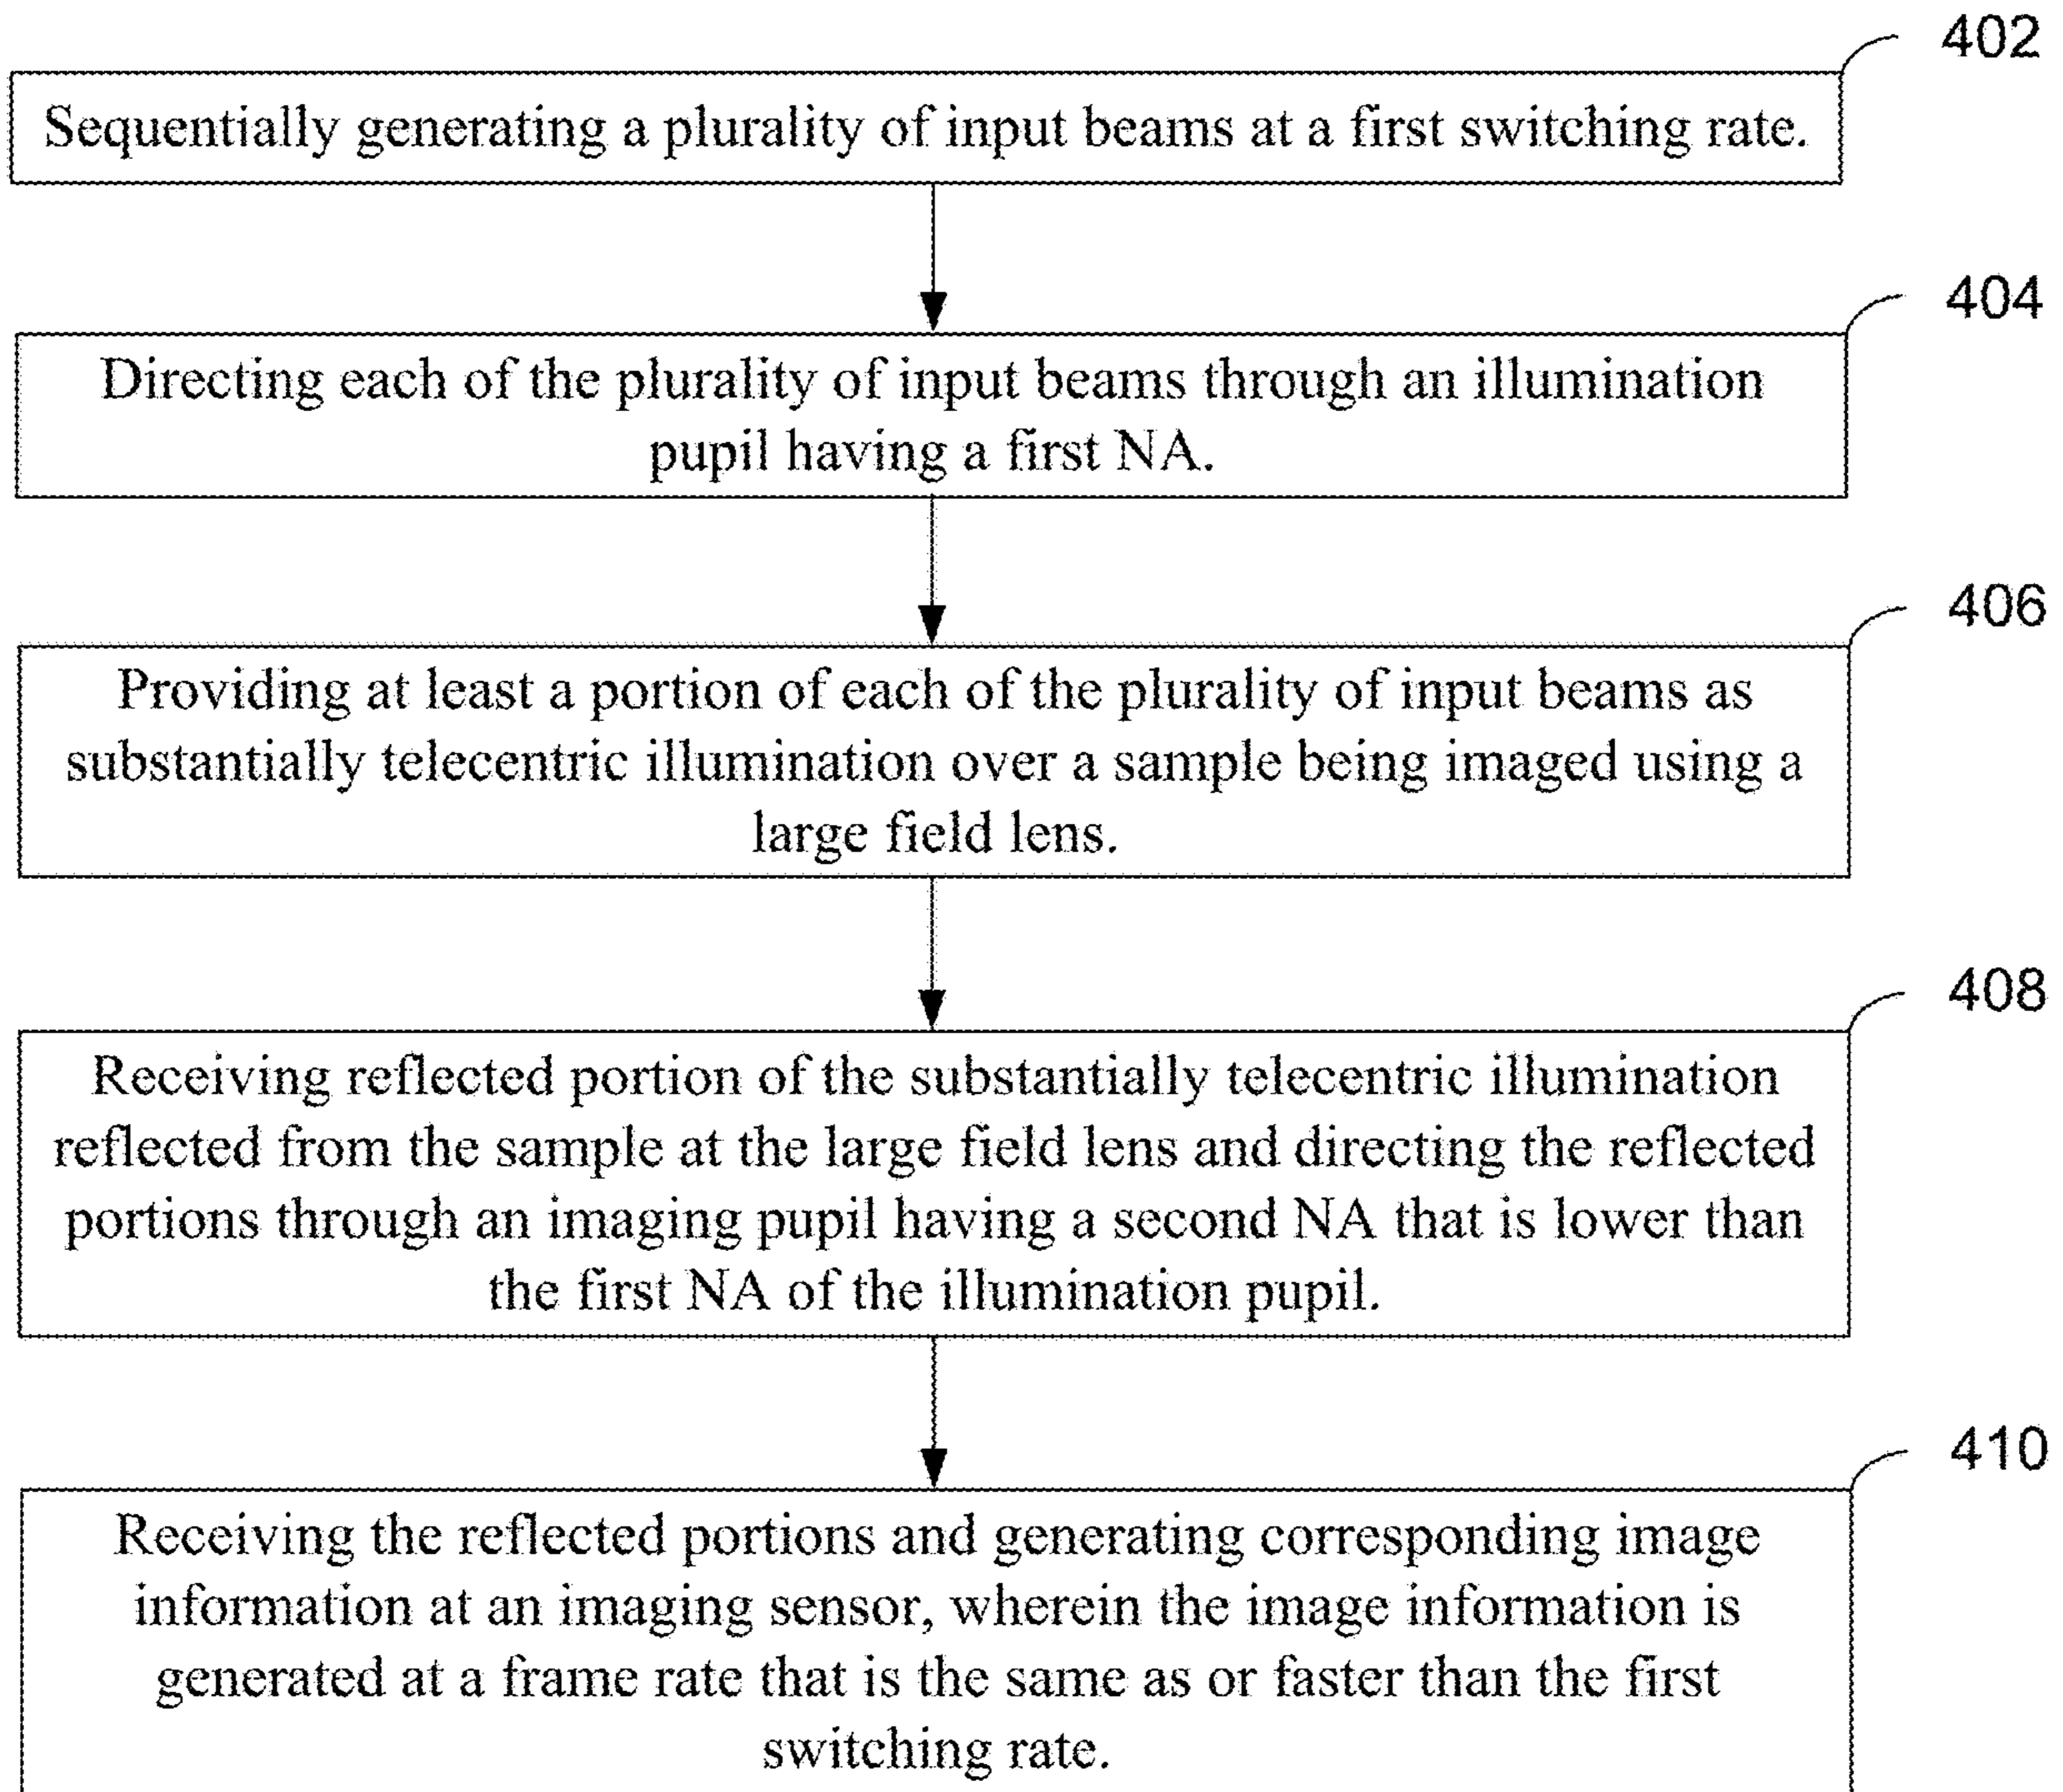 402
Sequentially generating a plurality of input beams at a first switching rate.
404
Directing each of the plurality of input beams through an illumination
pupil having a first NA.
406
Providing at least a portion of each of the plurality of input beams as
substantially telecentric illumination over a sample being imaged using a
large field lens.
408
Receiving reflected portion of the substantially telecentric illumination
reflected from the sample at the large field lens and directing the reflected
portions through an imaging pupil having a second NA that is lower than
the first NA of the illumination pupil.
410
Receiving the reflected portions and generating corresponding image
information at an imaging sensor, wherein the image information is
generated at a frame rate that is the same as or faster than the first
switching rate.